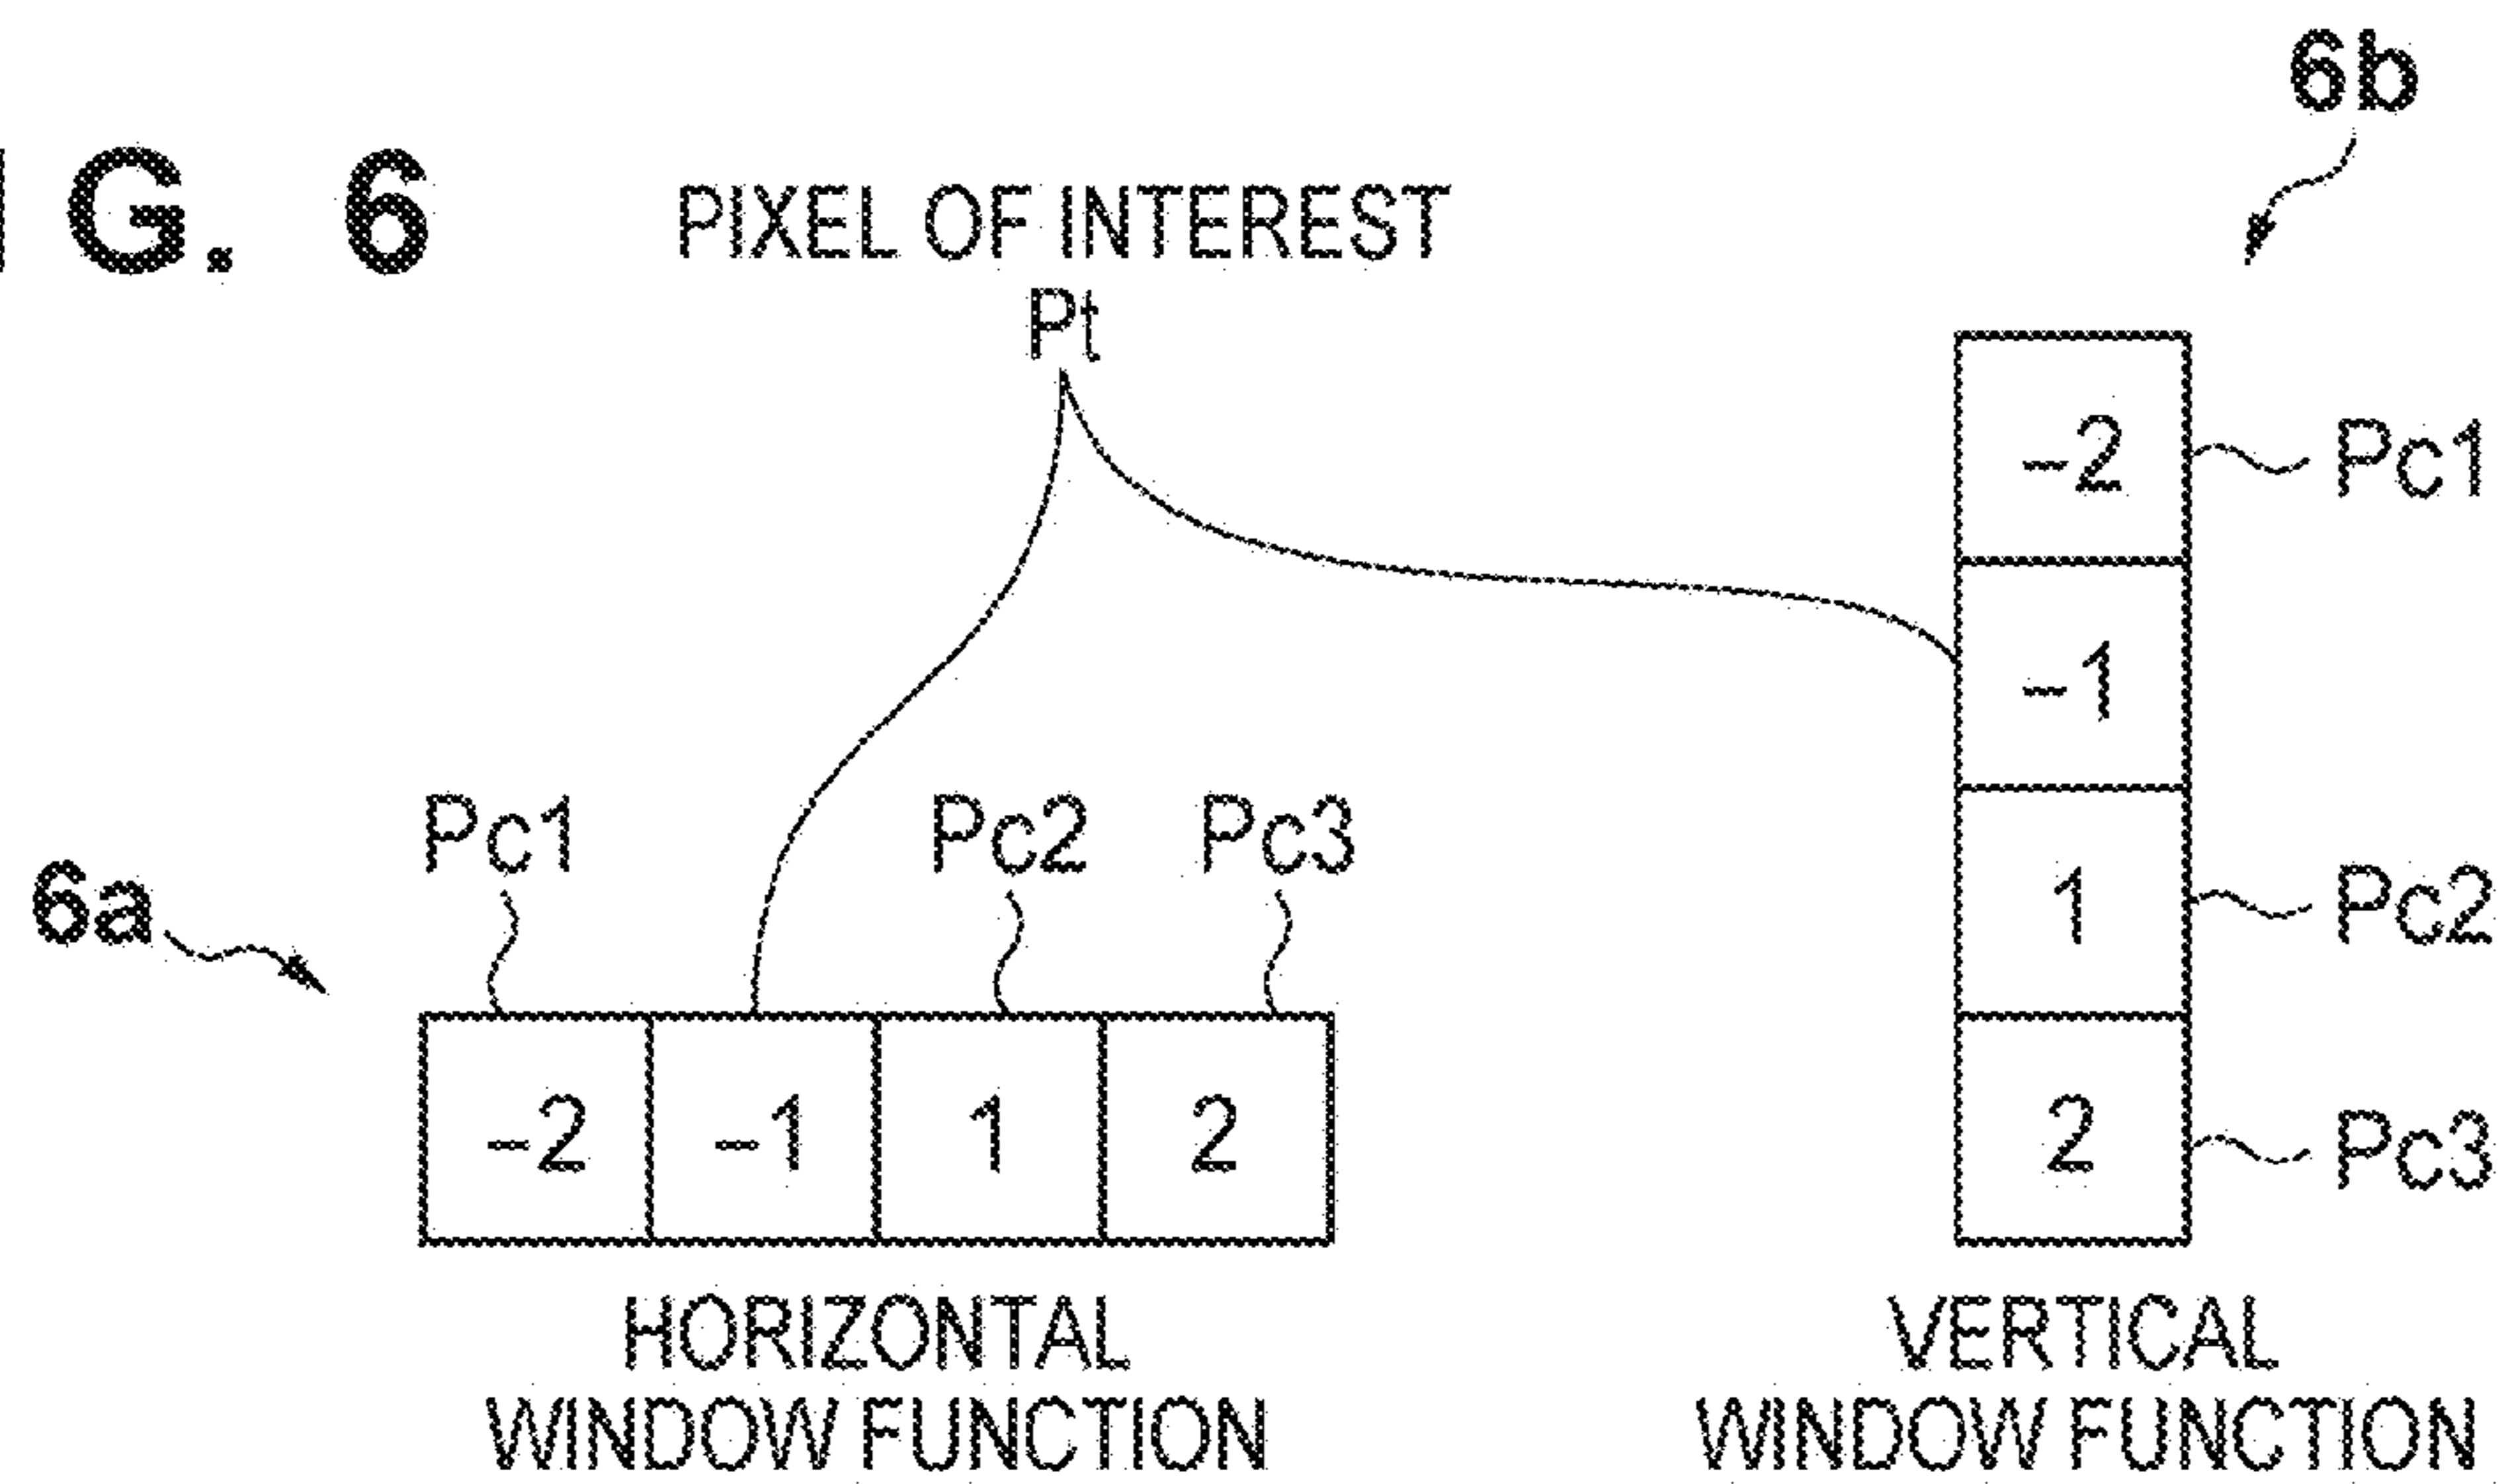 IG. 6
PIXEL OF INTEREST
Pt
6b
-2
Pc1
-1
1
Pc2
2
Pc3
6a
Pc1
Pc2
Pc3
-2 -1 1 2
HORIZONTAL
WINDOW FUNCTION
VERTICAL
WINDOW FUNCTION